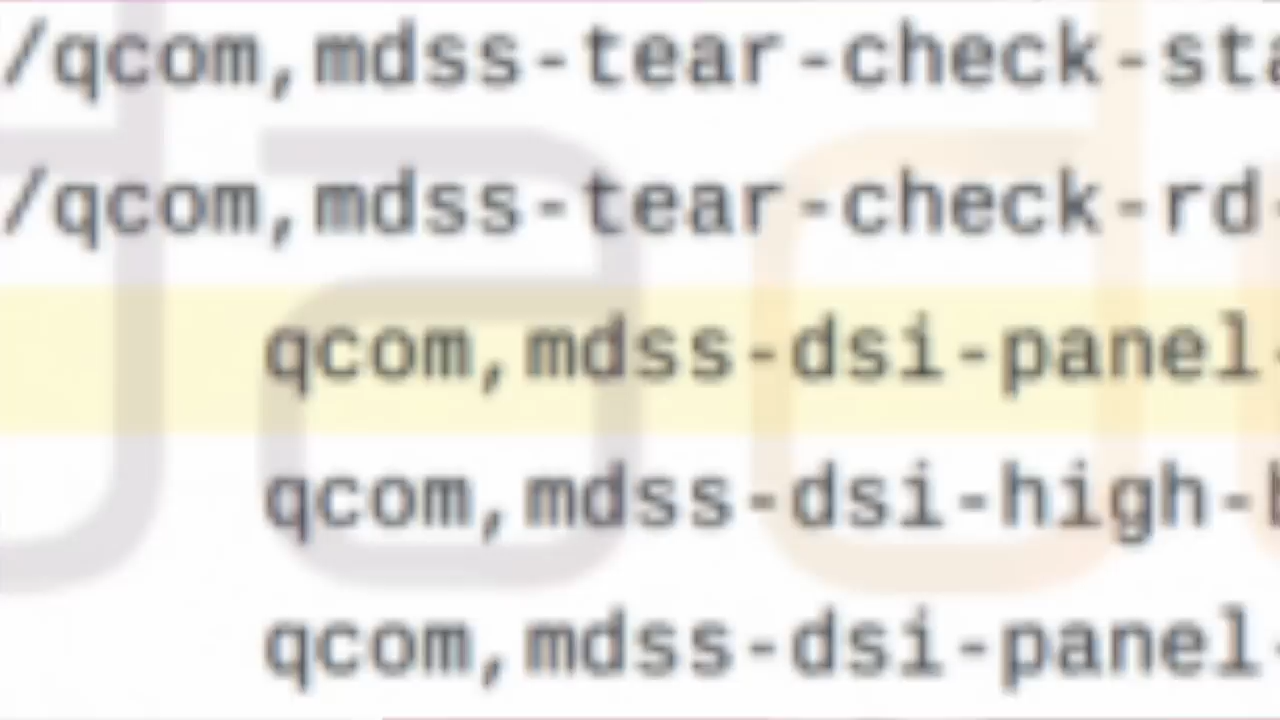 /qcom,mdss-tear-check-sta
/qcom,mdss-tear-check-rd-
qcom,mdss-dsi-panel-
qcom,mdss-dsi-high-b
qcom,mdss-dsi-panel-